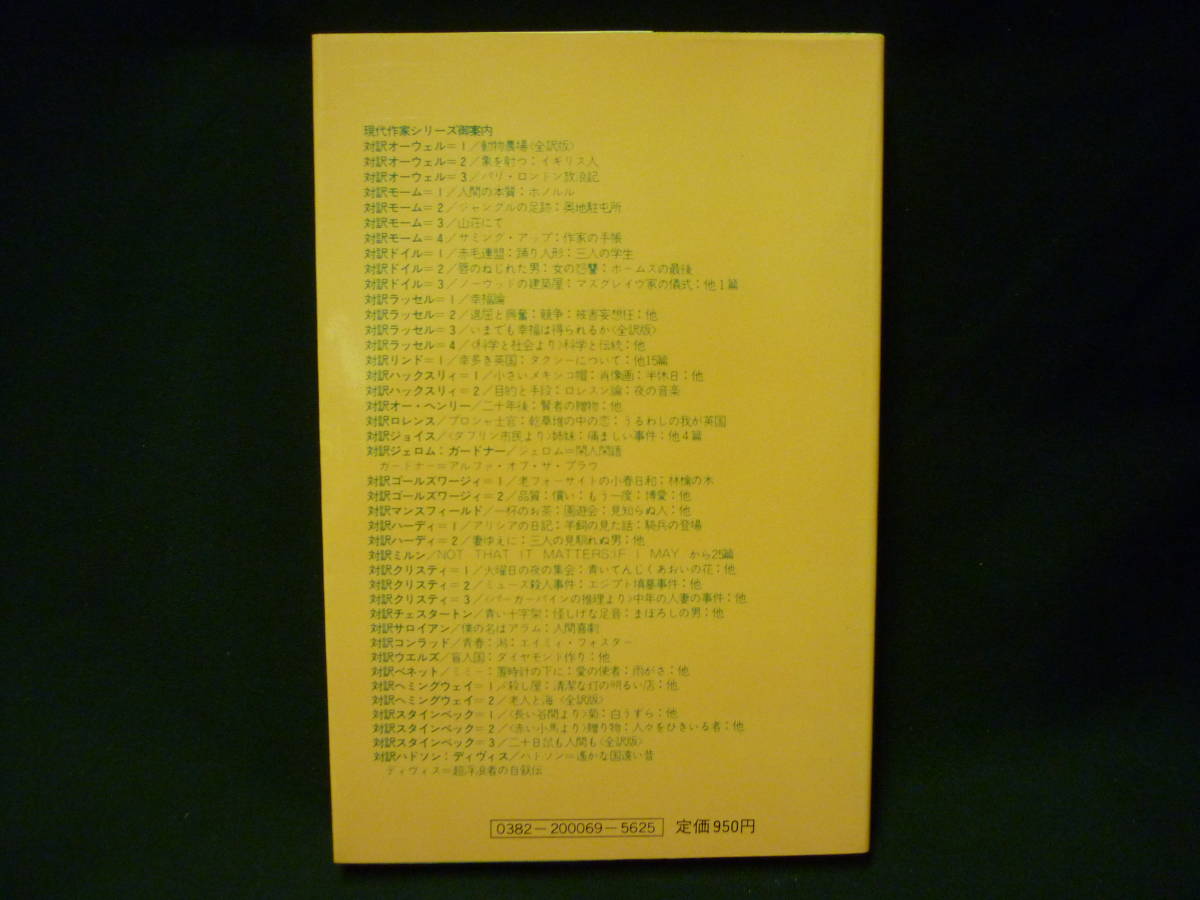 現代作家シリーズ御案内
対訳オーウェル=1/動物農場〈全訳版〉
対訳オーウェル=2/象を射つ:イギリス人
対訳オーウェル=3/パリ・ロンドン放浪記
対訳モーム=1/人間の本質:ホノルル
対訳モーム=2/ジャングルの足跡:奥地駐屯所
対訳モーム=3/山荘にて
対訳モーム=4/サミング・アップ:作家の手帳
対訳ドイル=1/赤毛連盟:踊り人形:三人の学生
対訳ドイル=2/唇のねじれた男:女の怨讐:ホームズの最後
対訳ドイル=3/ノーウッドの建築屋:マスグレイヴ家の儀式:他1篇
対訳ラッセル=1/幸福論
対訳ラッセル=2/退屈と興奮:競争:被害妄想狂:他
対訳ラッセル=3/いまでも幸福は得られるか〈全訳版〉
対訳ラッセル=4/〈科学と社会より〉科学と伝統:他
対訳リンド=1/幸多き英国:タクシーについて:他15篇
対訳ハックスリィ=1/小さいメキシコ帽:肖像画:半休日:他
対訳ハックスリィ=2/目的と手段:ロレンス論:夜の音楽
対訳オー・ヘンリー/二十年後:賢者の贈物:他
対訳ロレンス/プロシャ士官:乾草堆の中の恋:うるわしの我が英国
対訳ジョイス/〈ダブリン市民より〉姉妹:痛ましい事件:他4篇
対訳ジェロム:ガードナー/ジェロム=閑人閑語
ガードナー=アルファ・オブ・ザ・プラウ
対訳ゴールズワージィ=1/老フォーサイトの小春日和:林檎の木
対訳ゴールズワージィ=2/品質:償い:もう一度:博愛:他
対訳マンスフィールド/一杯のお茶:園遊会:見知らぬ人:他
対訳ハーディ=1/アリシアの日記:羊飼の見た話:騎兵の登場
対訳ハーディ=2/妻ゆえに:三人の見馴れぬ男:他
対訳ミルン/NOT THAT IT MATTERS:IF I MAY から25篇
対訳クリスティ=1/火曜日の夜の集会:青いてんじくあおいの花:他
対訳クリスティ=2/ミューズ殺人事件:エジプト墳墓事件:他
対訳クリスティ=3/〈パーカーパインの推理より〉中年の人妻の事件:他
対訳チェスタートン/青い十字架:怪しげな足音:まぼろしの男:他
対訳サロイアン/僕の名はアラム:人間喜劇
対訳コンラッド/青春:潟:エイミィ・フォスター
対訳ウエルズ/盲人国:ダイヤモンド作り:他
対訳ベネット/ミミー:置時計の下に:愛の使者:雨がさ:他
対訳ヘミングウェイ=1/殺し屋:清潔な灯の明るい店:他
対訳ヘミングウェイ=2/老人と海〈全訳版〉
対訳スタインベック=1/〈長い谷間より〉菊:白うずら:他
対訳スタインベック=2/〈赤い小馬より〉贈り物:人々をひきいる者:他
対訳スタインベック=3/二十日鼠も人間も〈全訳版〉
対訳ハドソン:ディヴィス/ハドソン=遙かな国遠い昔
ディヴィス=超浮浪者の自叙伝
0382-200069-5625 定価950円